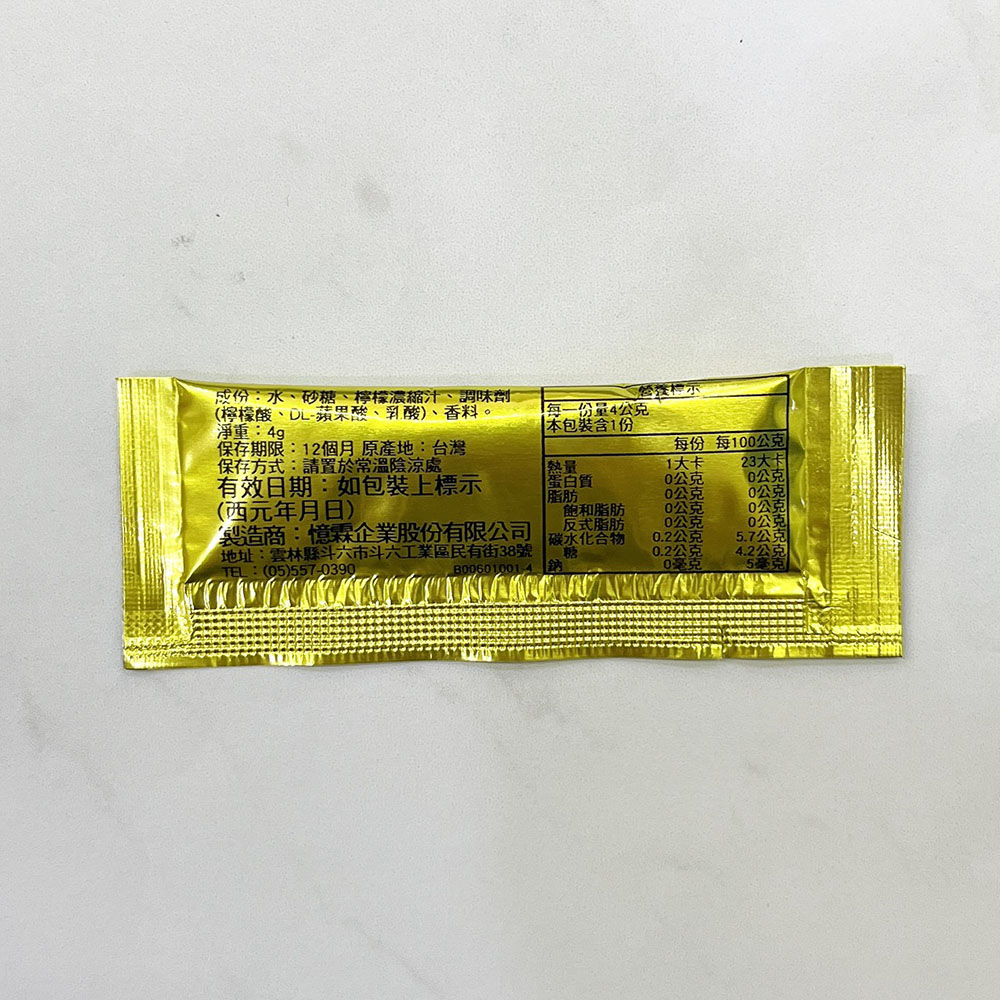 成份：水、砂糖、檸檬濃縮汁、調味劑
(檸檬酸、DL-蘋果酸、乳酸)、香料。
淨重：4g
保存期限：12個月 原產地：台灣
保存方式：請置於常溫陰涼處
有效日期：如包裝上標示
(西元年月日)
製造商：憶霖企業股份有限公司
地址：雲林縣斗六市斗六工業區民有街38號
TEL：(05)557-0390 B00601001-4
營養標示
每一份量4公克
本包裝含1份
每份 每100公克
熱量 1大卡 23大卡
蛋白質 0公克 0公克
脂肪 0公克 0公克
飽和脂肪 0公克 0公克
反式脂肪 0公克 0公克
碳水化合物 0.2公克 5.7公克
糖 0.2公克 4.2公克
鈉 0毫克 5毫克